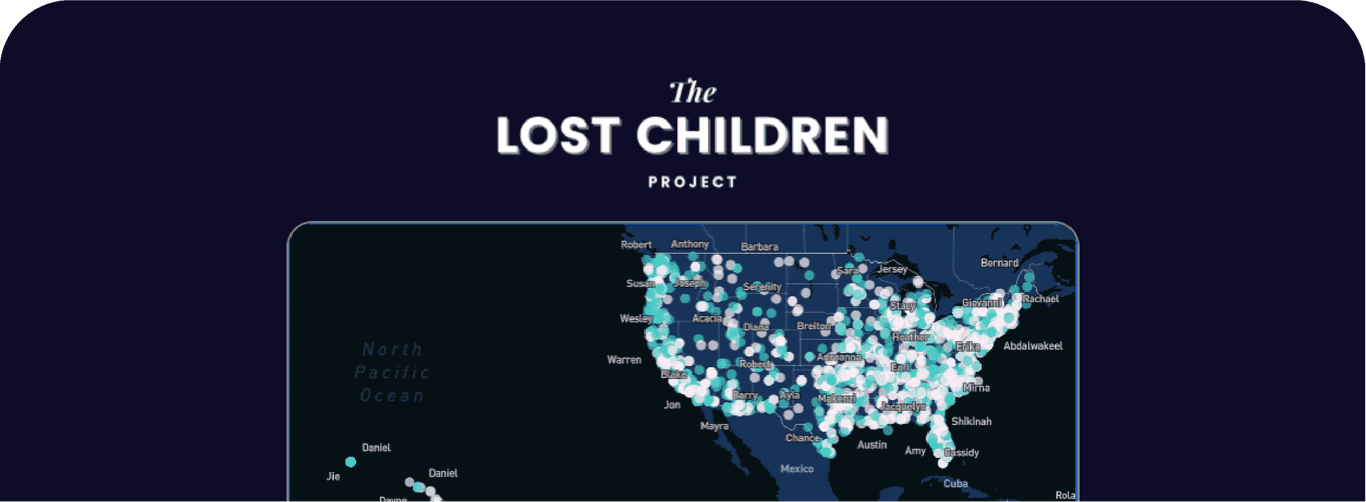 The
LOST CHILDREN
PROJECT
Robert Anthony Barbara
Bernard
Sara Jersey
Susan Joseph Serenity
Stacy Giovanni Rachael
Wesley Acacia Diana Breiton
Heather Erika Abdalwakeel
North
Pacific
Ocean
Warren Robert Adreanna
Blake Earl
Mirna
Jon Barry Ayla Makenzi Jacquelyn
Mayra Shikinah
Chance Austin Amy Cassidy
Mexico
Cuba
Daniel
Jie Daniel
Rola